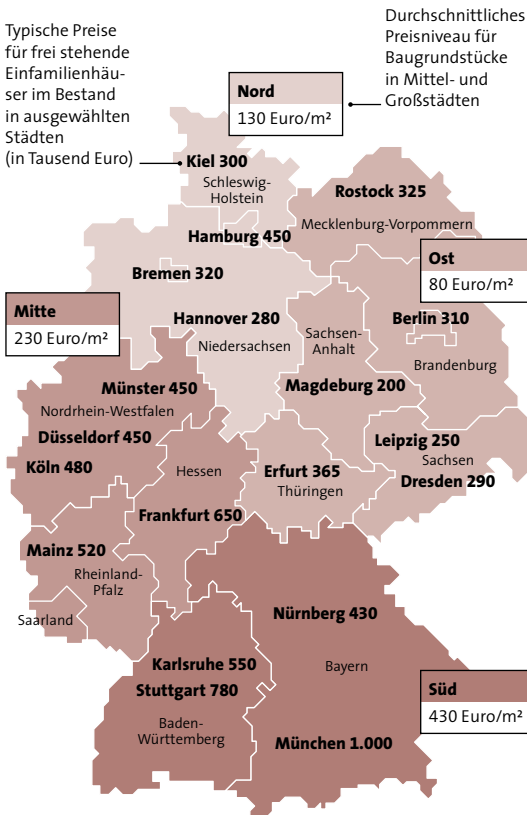 Typische Preise
für frei stehende
Einfamilienhäu-
ser im Bestand
in ausgewählten
Städten
(in Tausend Euro)
Durchschnittliches
Preisniveau für
Baugrundstücke
in Mittel- und
Großstädten
Nord
130 Euro/m²
Kiel 300
Schleswig-
Holstein
Rostock 325
Mecklenburg-Vorpommern
Hamburg 450
Bremen 320
Ost
80 Euro/m²
Mitte
230 Euro/m²
Hannover 280
Niedersachsen
Berlin 310
Brandenburg
Sachsen-
Anhalt
Magdeburg 200
Münster 450
Nordrhein-Westfalen
Düsseldorf 450
Köln 480
Leipzig 250
Sachsen
Dresden 290
Hessen
Erfurt 365
Thüringen
Frankfurt 650
Mainz 520
Rheinland-
Pfalz
Saarland
Nürnberg 430
Bayern
Karlsruhe 550
Stuttgart 780
Baden-
Württemberg
Süd
430 Euro/m²
München 1.000